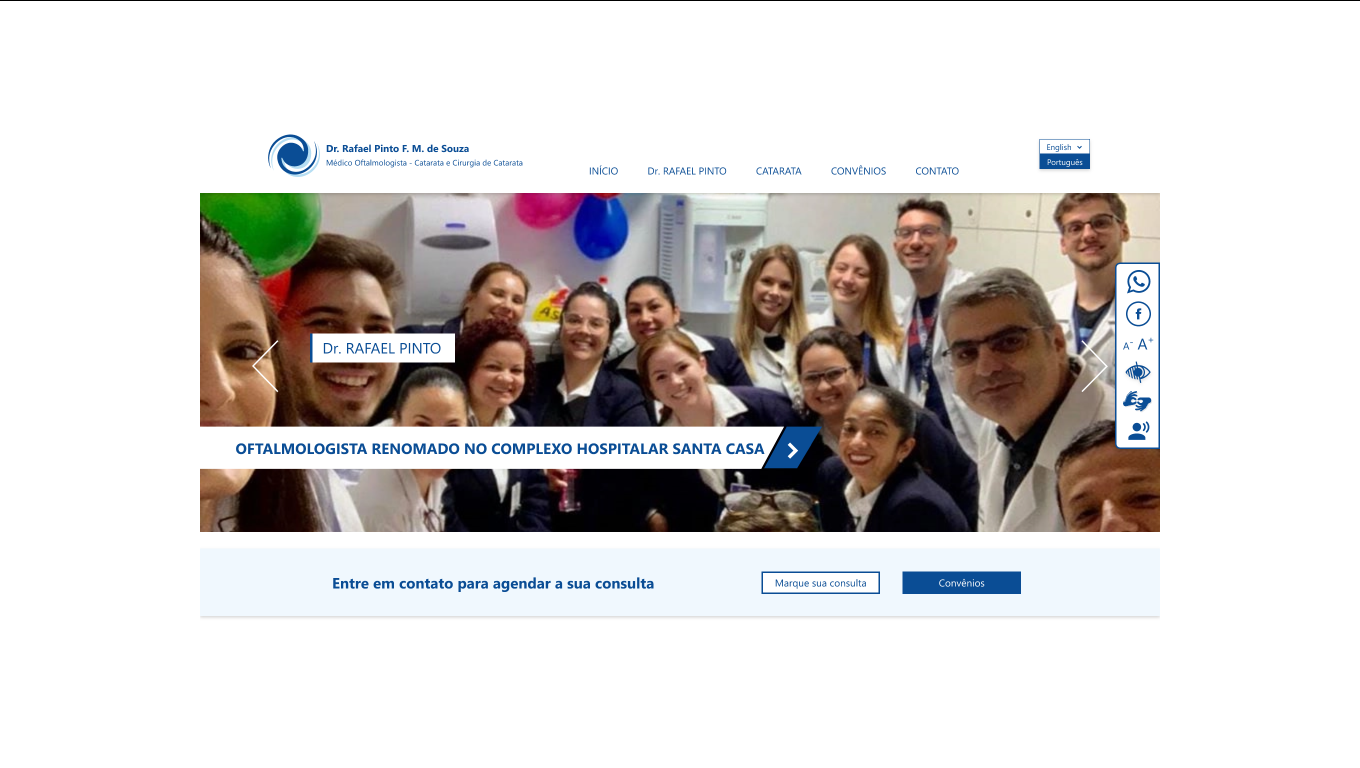 Dr. Rafael Pinto F. M. de Souza
Médico Oftalmologista - Catarata e Cirurgia de Catarata
INÍCIO
Dr. RAFAEL PINTO
CATARATA
CONVÊNIOS
CONTATO
English
Português
Dr. RAFAEL PINTO
OFTALMOLOGISTA RENOMADO NO COMPLEXO HOSPITALAR SANTA CASA
f
A- A+
Entre em contato para agendar a sua consulta
Marque sua consulta
Convênios